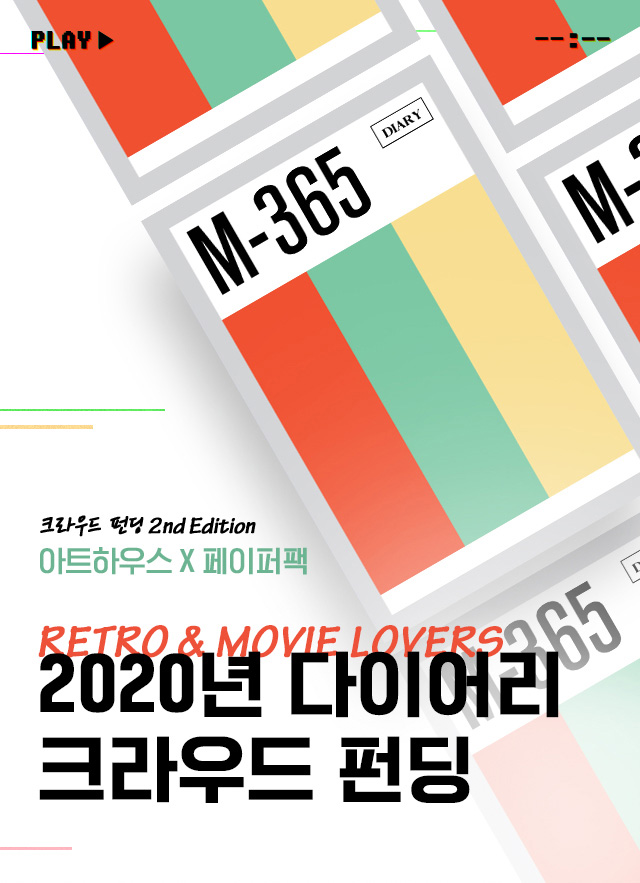 PLAY ▶
--:--
DIARY
M-365
크라우드 펀딩 2nd Edition
아트하우스 X 페이퍼팩
RETRO & MOVIE LOVERS
M-365
2020년 다이어리
크라우드 펀딩